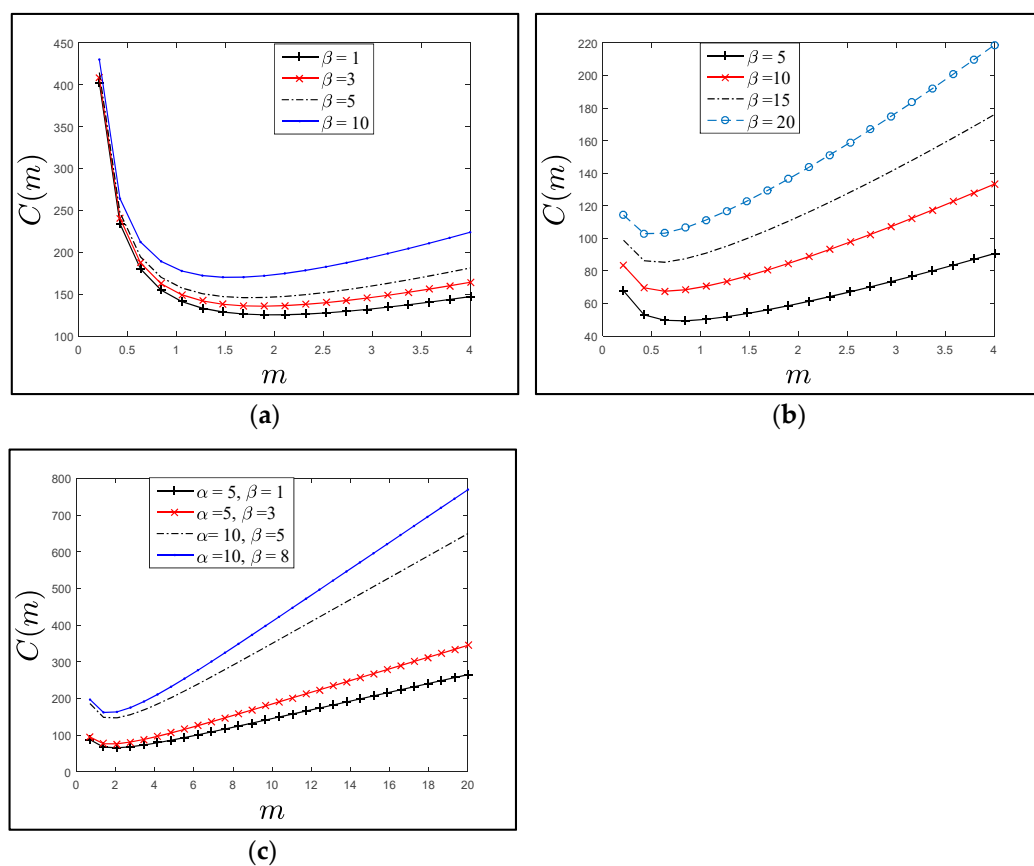 450
400
350
300
250
200
150
100
C(m)
β = 1
β = 3
β =5
β = 10
0 0.5 1 1.5 2 2.5 3 3.5 4
m
(a)
220
200
180
160
140
120
100
80
60
40
C(m)
β = 5
β = 10
β = 15
β = 20
0 0.5 1 1.5 2 2.5 3 3.5 4
m
(b)
800
700
600
500
400
300
200
100
0
C(m)
α = 5, β = 1
α =5, β =3
α= 10, β =5
α =10, β = 8
0 2 4 6 8 10 12 14 16 18 20
m
(c)